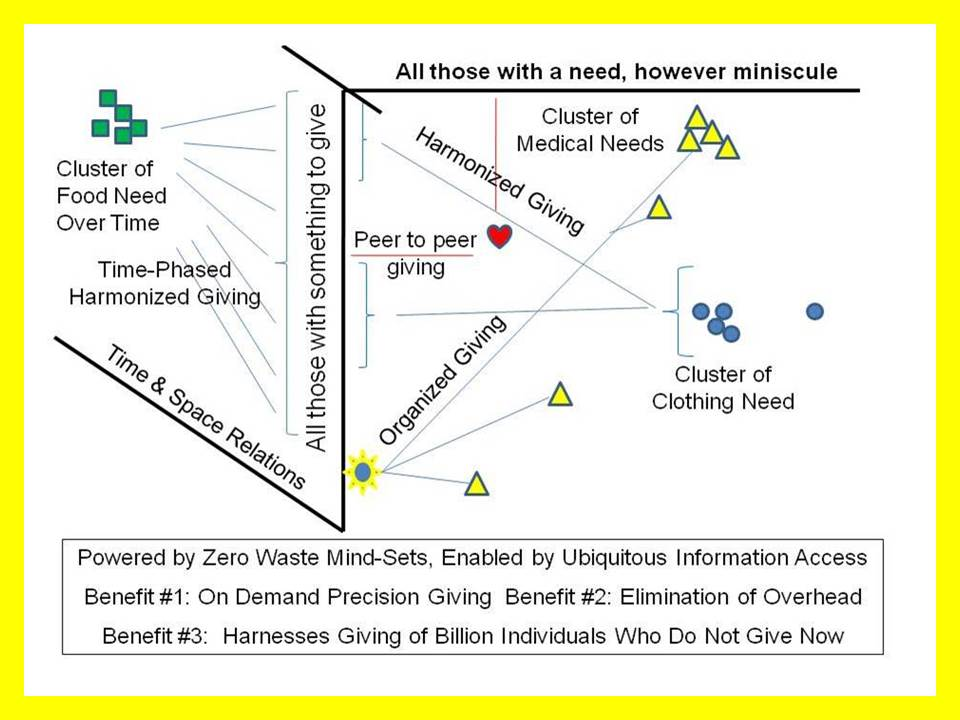 All those with a need, however miniscule
Cluster of
Medical Needs
Harmonized Giving
All those with something to give
Cluster of
Food Need
Over Time
Peer to peer
giving
Time-Phased
Harmonized Giving
Organized Giving
Time & Space Relations
Cluster of
Clothing Need
Powered by Zero Waste Mind-Sets, Enabled by Ubiquitous Information Access
Benefit #1: On Demand Precision Giving  Benefit #2: Elimination of Overhead
Benefit #3:  Harnesses Giving of Billion Individuals Who Do Not Give Now